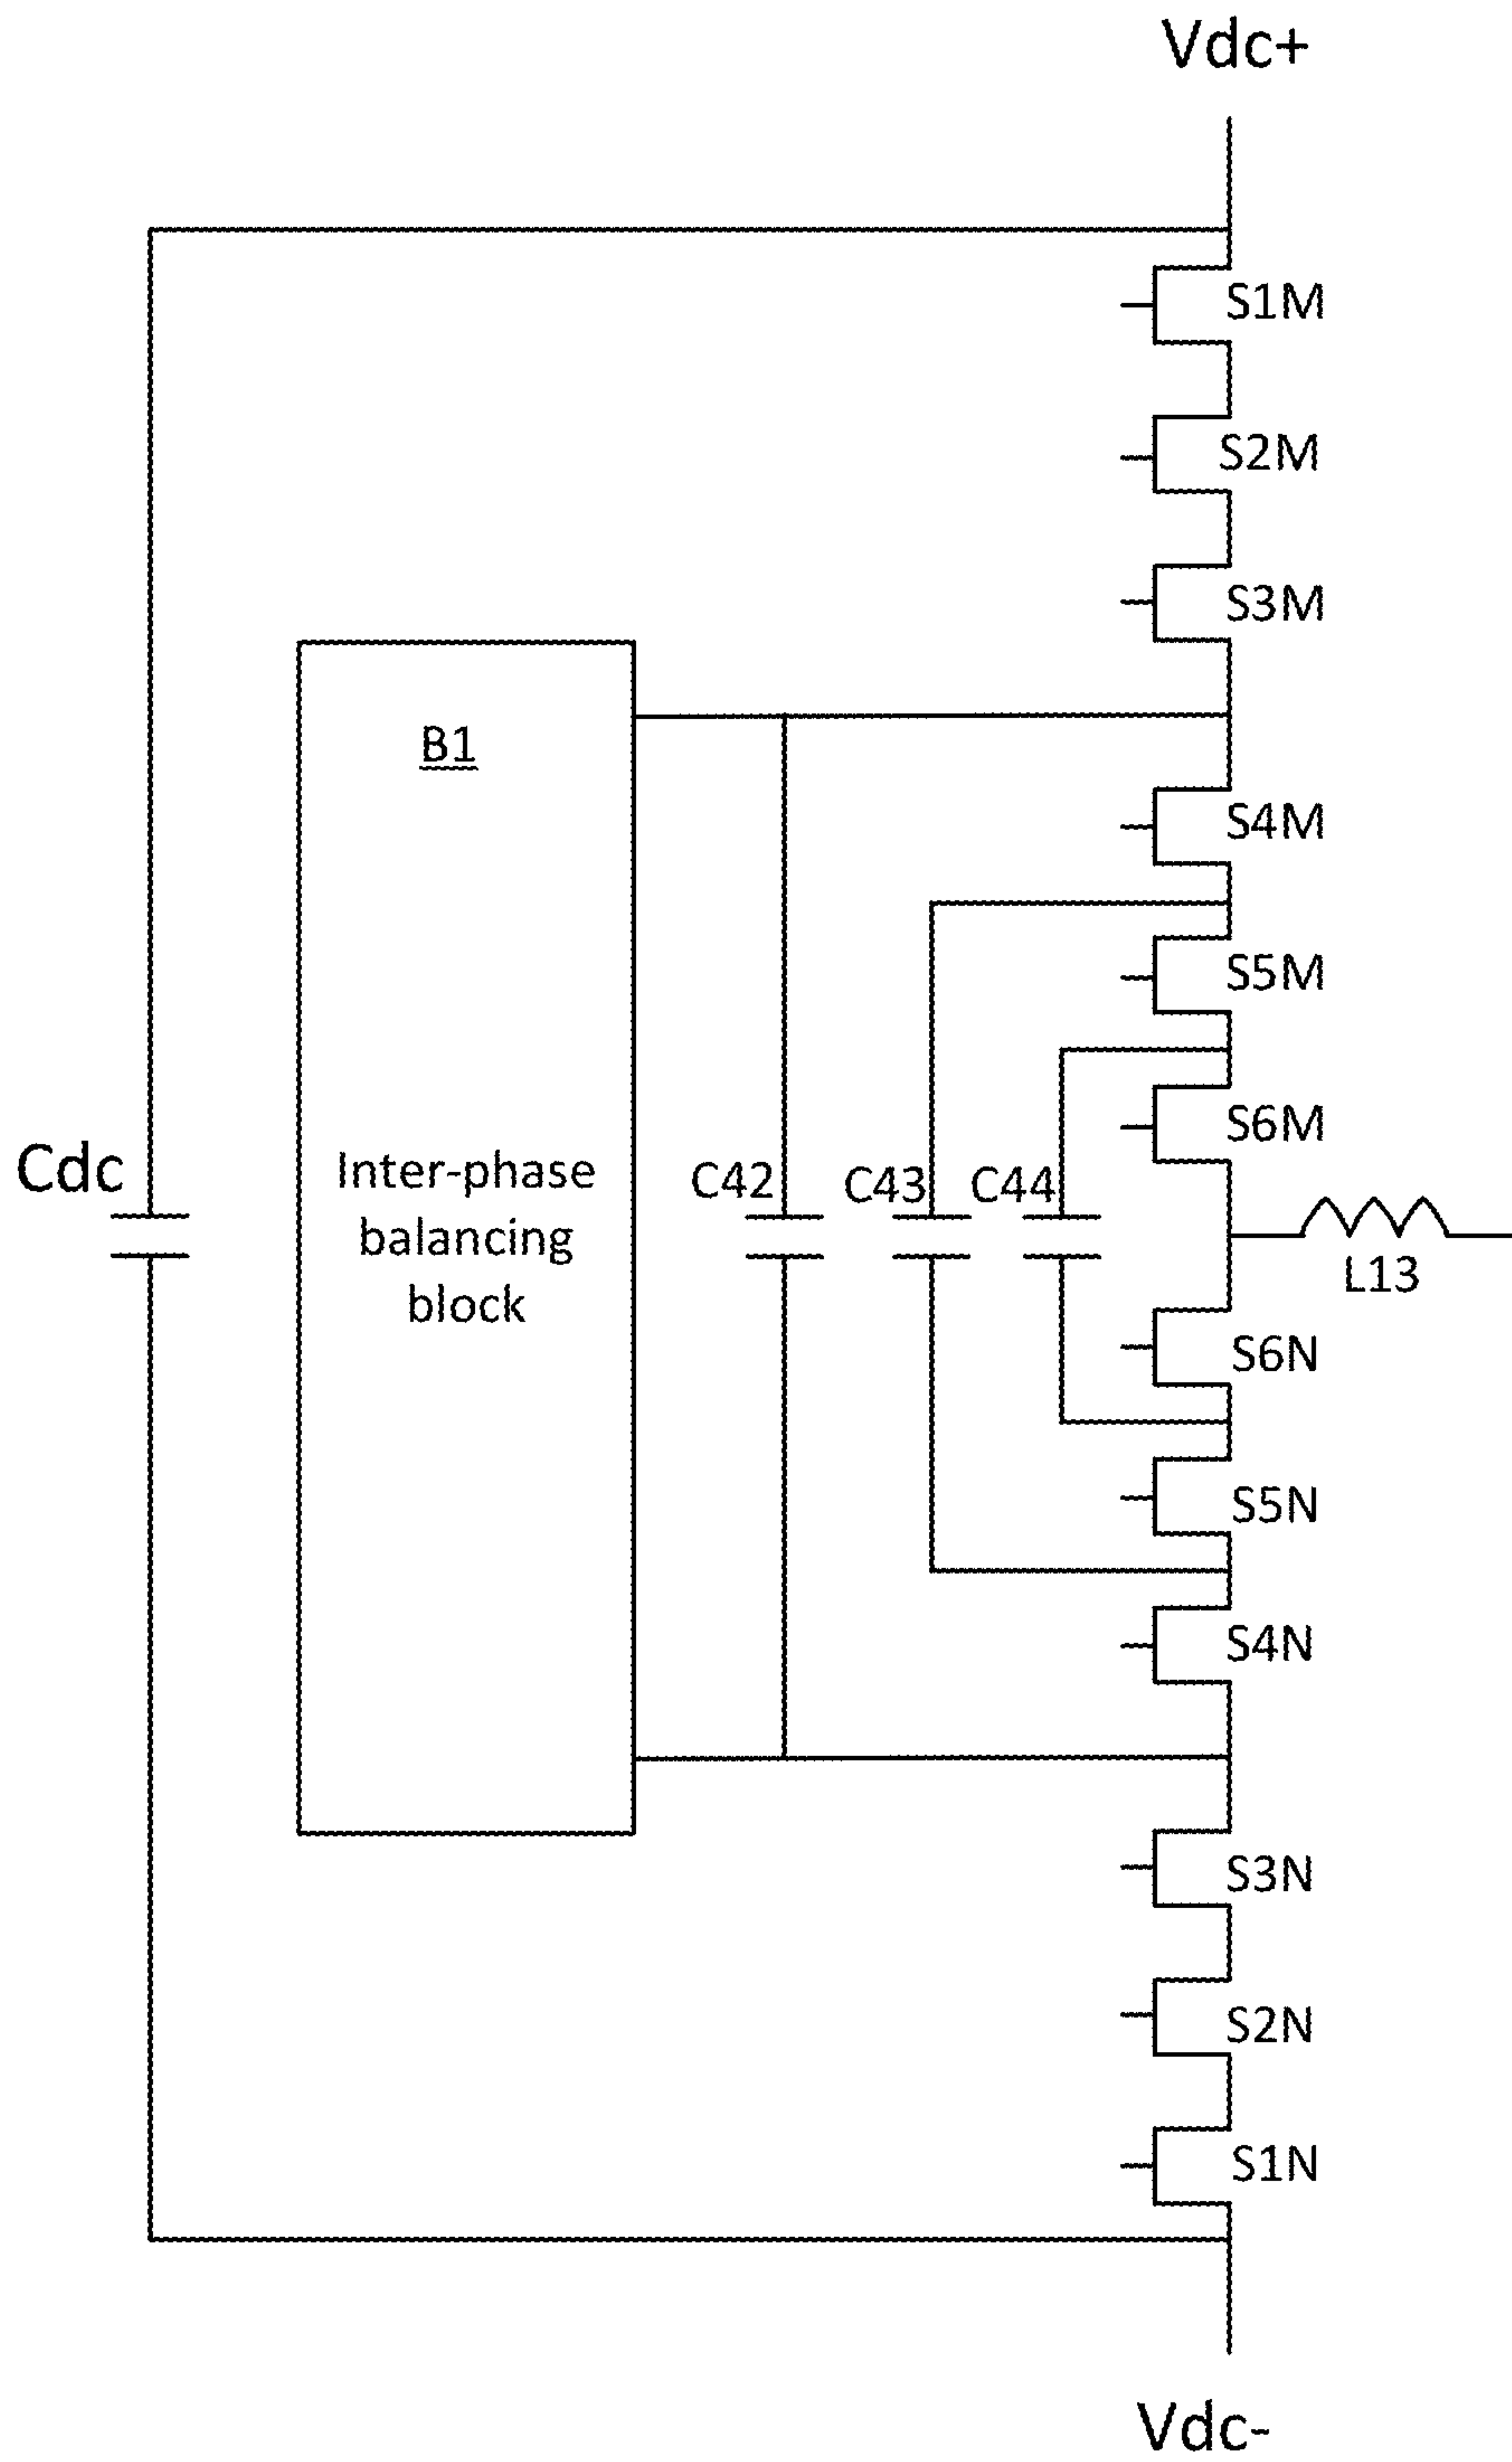 Vdc+
S1M
S2M
S3M
B1
S4M
S5M
S6M
Cdc
Inter-phase
balancing
block
C42
C43
C44
L13
S6N
S5N
S4N
S3N
S2N
S1N
Vdc-